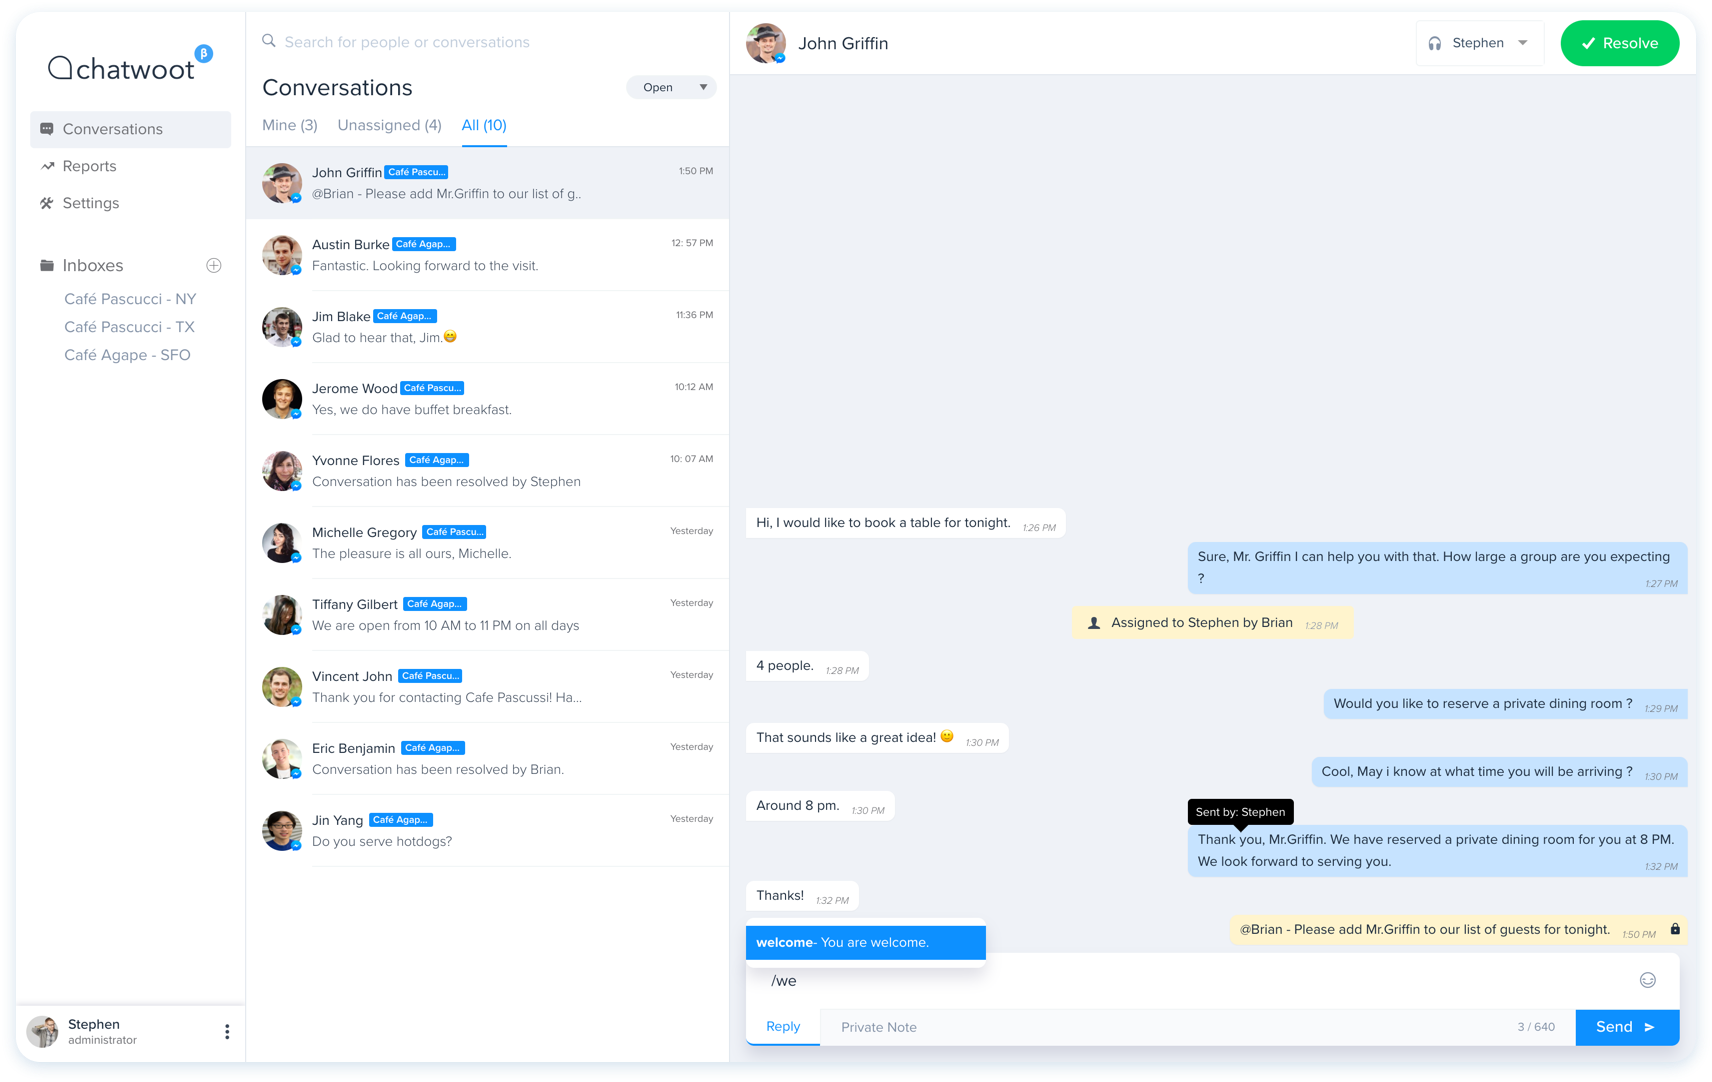 chatwoot β
Conversations
Reports
Settings
Inboxes
Café Pascucci - NY
Café Pascucci - TX
Café Agape - SFO
Stephen
administrator
Search for people or conversations
Conversations
Open
Mine (3) Unassigned (4) All (10)
John Griffin Café Pascu... 1:50 PM
@Brian - Please add Mr.Griffin to our list of g..
Austin Burke Café Agap... 12: 57 PM
Fantastic. Looking forward to the visit.
Jim Blake Café Agap... 11:36 PM
Glad to hear that, Jim.😁
Jerome Wood Café Pascu... 10:12 AM
Yes, we do have buffet breakfast.
Yvonne Flores Café Agap... 10: 07 AM
Conversation has been resolved by Stephen
Michelle Gregory Café Pascu... Yesterday
The pleasure is all ours, Michelle.
Tiffany Gilbert Café Agap... Yesterday
We are open from 10 AM to 11 PM on all days
Vincent John Café Pascu... Yesterday
Thank you for contacting Cafe Pascussi! Ha...
Eric Benjamin Café Agap... Yesterday
Conversation has been resolved by Brian.
Jin Yang Café Agap... Yesterday
Do you serve hotdogs?
John Griffin
Stephen
Resolve
Hi, I would like to book a table for tonight. 1:26 PM
Sure, Mr. Griffin I can help you with that. How large a group are you expecting
? 1:27 PM
Assigned to Stephen by Brian 1:28 PM
4 people. 1:28 PM
Would you like to reserve a private dining room ? 1:29 PM
That sounds like a great idea! 🙂 1:30 PM
Cool, May i know at what time you will be arriving ? 1:30 PM
Around 8 pm. 1:30 PM
Sent by: Stephen
Thank you, Mr.Griffin. We have reserved a private dining room for you at 8 PM.
We look forward to serving you. 1:32 PM
Thanks! 1:32 PM
@Brian - Please add Mr.Griffin to our list of guests for tonight. 1:50 PM
welcome- You are welcome.
/we
Reply Private Note 3 / 640 Send